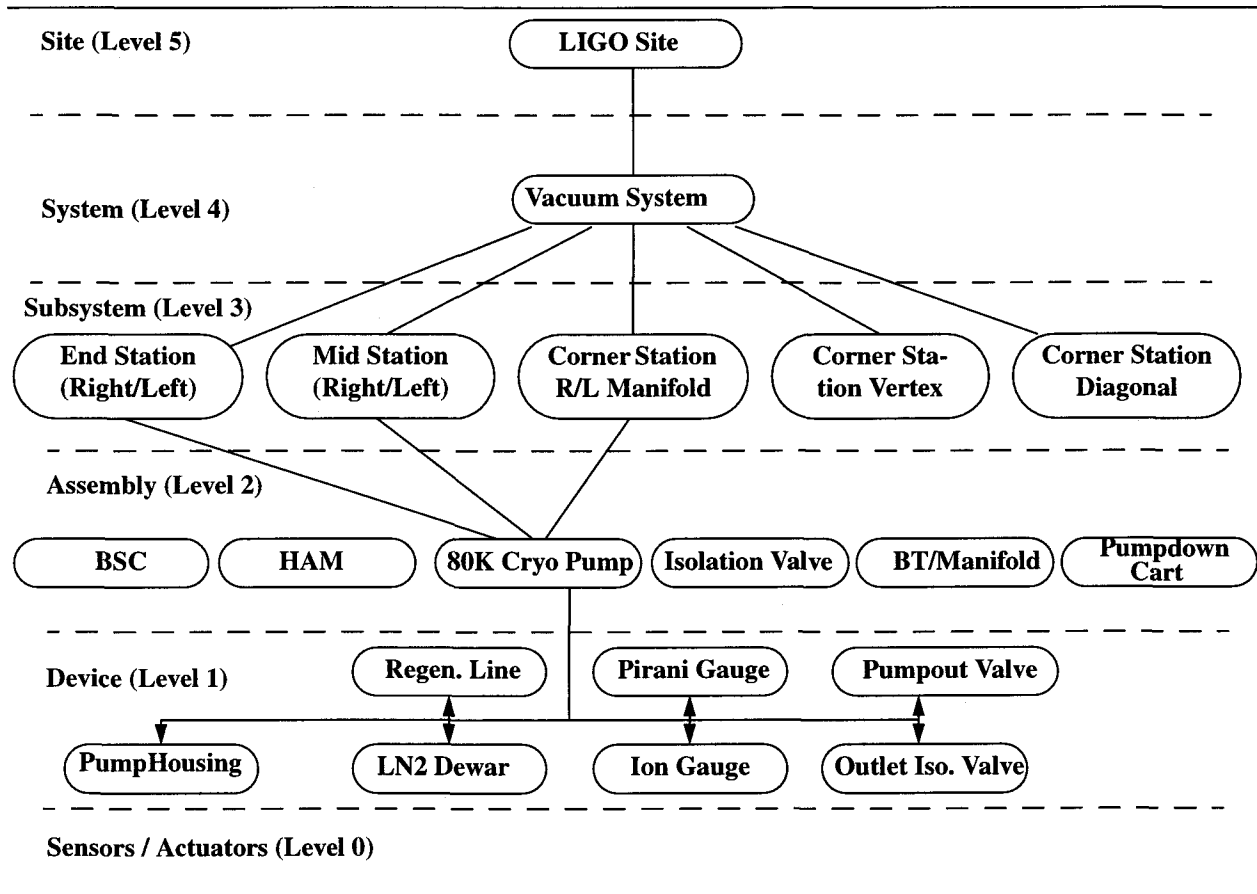 Site (Level 5)
LIGO Site
System (Level 4)
Vacuum System
Subsystem (Level 3)
End Station
(Right/Left)
Mid Station
(Right/Left)
Corner Station
R/L Manifold
Corner Sta-
tion Vertex
Corner Station
Diagonal
Assembly (Level 2)
BSC
HAM
80K Cryo Pump
Isolation Valve
BT/Manifold
Pumpdown
Cart
Device (Level 1)
Regen. Line
Pirani Gauge
Pumpout Valve
PumpHousing
LN2 Dewar
Ion Gauge
Outlet Iso. Valve
Sensors / Actuators (Level 0)